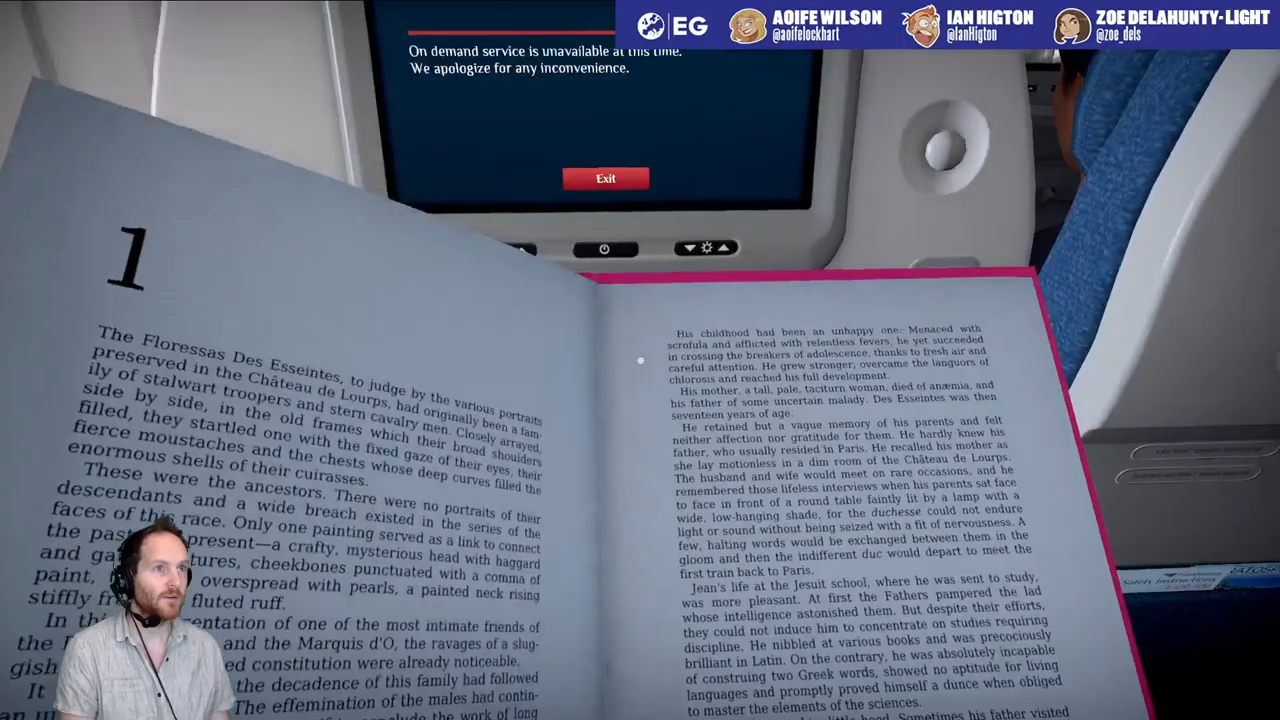 EG
AOIFE WILSON
@aoifelockhart
IAN HIGTON
@IanHigton
ZOE DELAHUNTY-LIGHT
@zoe_dels
On demand service is unavailable at this time.
We apologize for any inconvenience.
Exit
1
The Floressas Des Esseintes, to judge by the various portraits
preserved in the Château de Lourps, had originally been a fam-
ily of stalwart troopers and stern cavalry men. Closely arrayed,
side by side, in the old frames which their broad shoulders
filled, they startled one with the fixed gaze of their eyes, their
fierce moustaches and the chests whose deep curves filled the
enormous shells of their cuirasses.
These were the ancestors. There were no portraits of their
descendants and a wide breach existed in the series of the
faces of this race. Only one painting served as a link to connect
the past present—a crafty, mysterious head with haggard
and ga tures, cheekbones punctuated with a comma of
paint, overspread with pearls, a painted neck rising
stiffly fr fluted ruff.
In thi entation of one of the most intimate friends of
the and the Marquis d'O, the ravages of a slug-
gish ed constitution were already noticeable.
It the decadence of this family had followed
The effemination of the males had contin-
conclude the work of long
His childhood had been an unhappy one. Menaced with
scrofula and afflicted with relentless fevers, he yet succeeded
in crossing the breakers of adolescence, thanks to fresh air and
careful attention. He grew stronger, overcame the languors of
chlorosis and reached his full development.
His mother, a tall, pale, taciturn woman, died of anæmia, and
his father of some uncertain malady. Des Esseintes was then
seventeen years of age.
He retained but a vague memory of his parents and felt
neither affection nor gratitude for them. He hardly knew his
father, who usually resided in Paris. He recalled his mother as
she lay motionless in a dim room of the Château de Lourps.
The husband and wife would meet on rare occasions, and he
remembered those lifeless interviews when his parents sat face
to face in front of a round table faintly lit by a lamp with a
wide, low-hanging shade, for the duchesse could not endure
light or sound without being seized with a fit of nervousness. A
few, halting words would be exchanged between them in the
gloom and then the indifferent duc would depart to meet the
first train back to Paris.
Jean's life at the Jesuit school, where he was sent to study,
was more pleasant. At first the Fathers pampered the lad
whose intelligence astonished them. But despite their efforts,
they could not induce him to concentrate on studies requiring
discipline. He nibbled at various books and was precociously
brilliant in Latin. On the contrary, he was absolutely incapable
of construing two Greek words, showed no aptitude for living
languages and promptly proved himself a dunce when obliged
to master the elements of the sciences.
Sometimes his father visited
Safety instructions